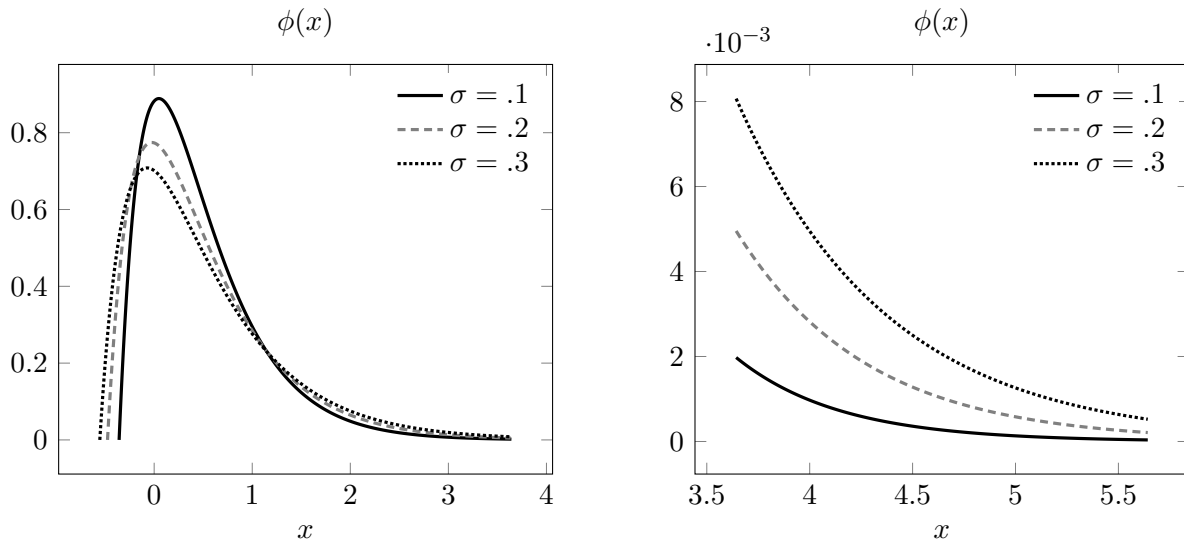 ϕ(x)
σ = .1
σ = .2
σ = .3
0.8
0.6
0.4
0.2
0
0 1 2 3 4
x
ϕ(x)
·10⁻³
σ = .1
σ = .2
σ = .3
8
6
4
2
0
3.5 4 4.5 5 5.5
x